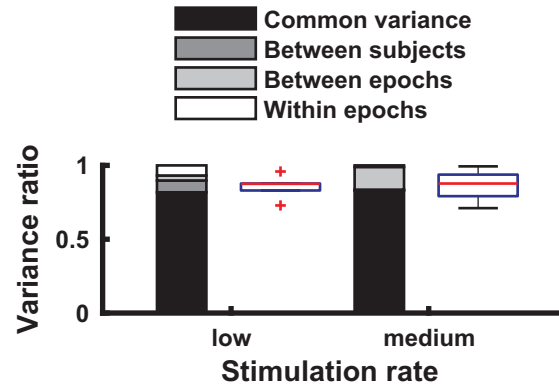 Common variance
Between subjects
Between epochs
Within epochs
Variance ratio
1
0.5
0
low medium
Stimulation rate